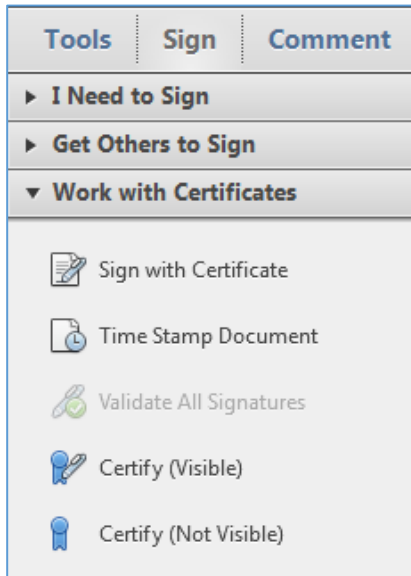 Tools Sign Comment
I Need to Sign
Get Others to Sign
Work with Certificates
Sign with Certificate
Time Stamp Document
Validate All Signatures
Certify (Visible)
Certify (Not Visible)